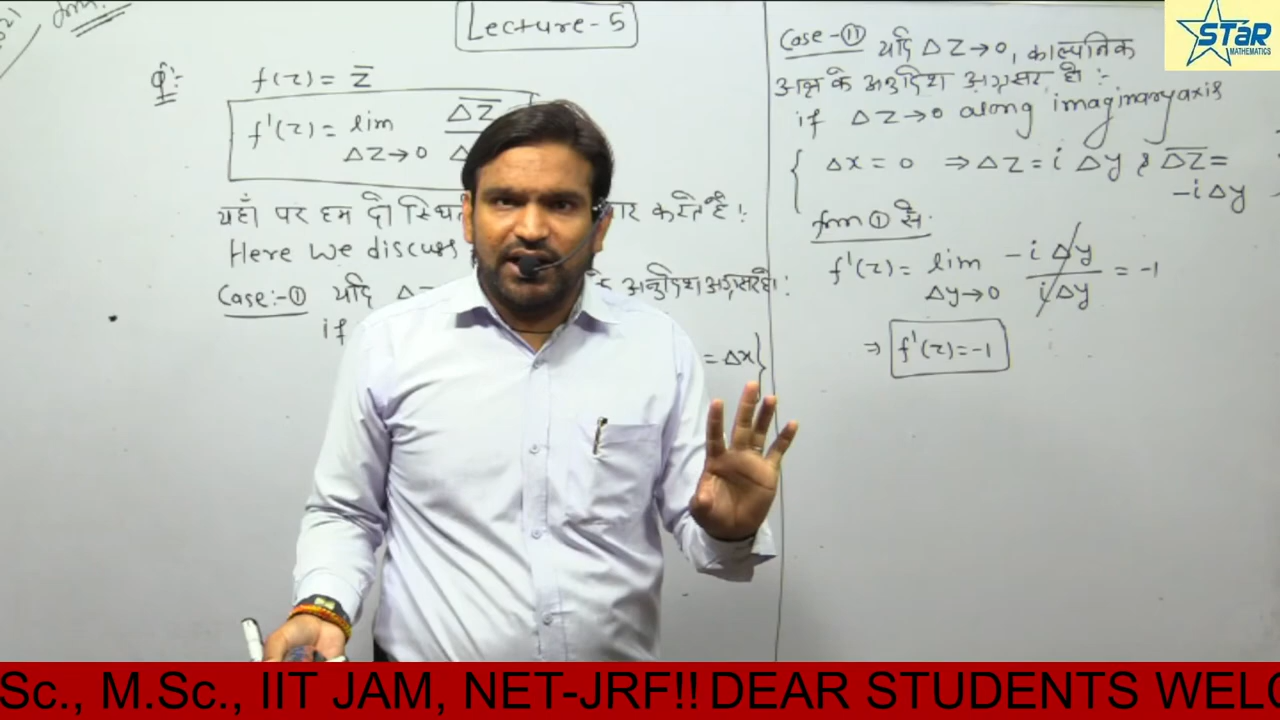 2021
Lecture-5
Q:-
f(z) = z̅
f'(z) = lim Δz̅
Δz→0 Δ
यहाँ पर हम दो स्थित करते है :
Here we discuss
Case:-① यदि Δ के अनुदिश अग्रसर हो :
if
= Δx}
Case-⑪ यदि Δz→0, काल्पनिक
अक्ष के अनुदिश अग्रसर हो :-
if Δz→0 along imaginary axis
{ Δx = 0 ⇒ Δz = i Δy & Δz̅ =
-i Δy
from ① से
f'(z) = lim -i Δy = -1
Δy→0 i Δy
⇒ f'(z) = -1
STAR
MATHEMATICS
Sc., M.Sc., IIT JAM, NET-JRF!! DEAR STUDENTS WELC